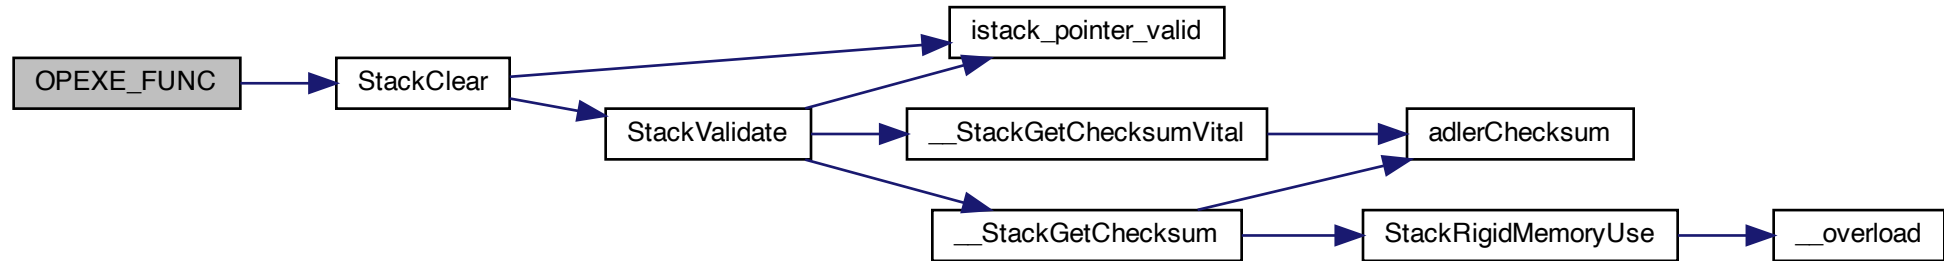 OPEXE_FUNC
StackClear
istack_pointer_valid
StackValidate
__StackGetChecksumVital
adlerChecksum
__StackGetChecksum
StackRigidMemoryUse
__overload